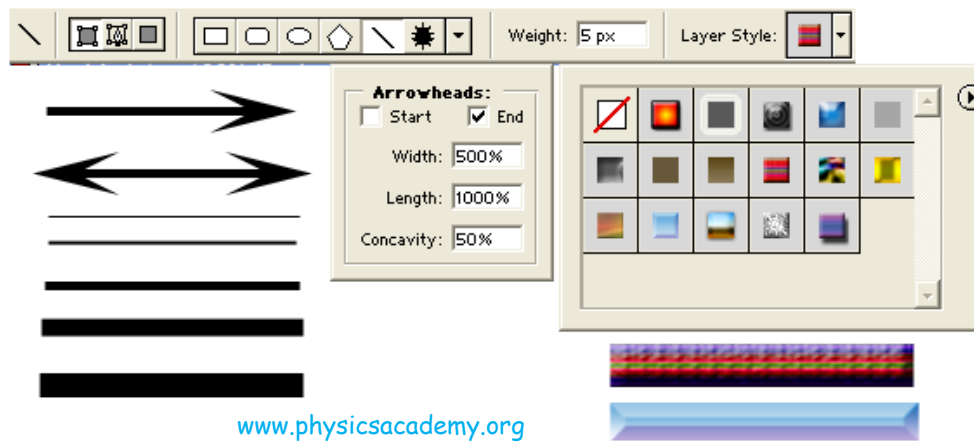 Weight: 5 px Layer Style:
Arrowheads:
Start End
Width: 500%
Length: 1000%
Concavity: 50%
www.physicsacademy.org